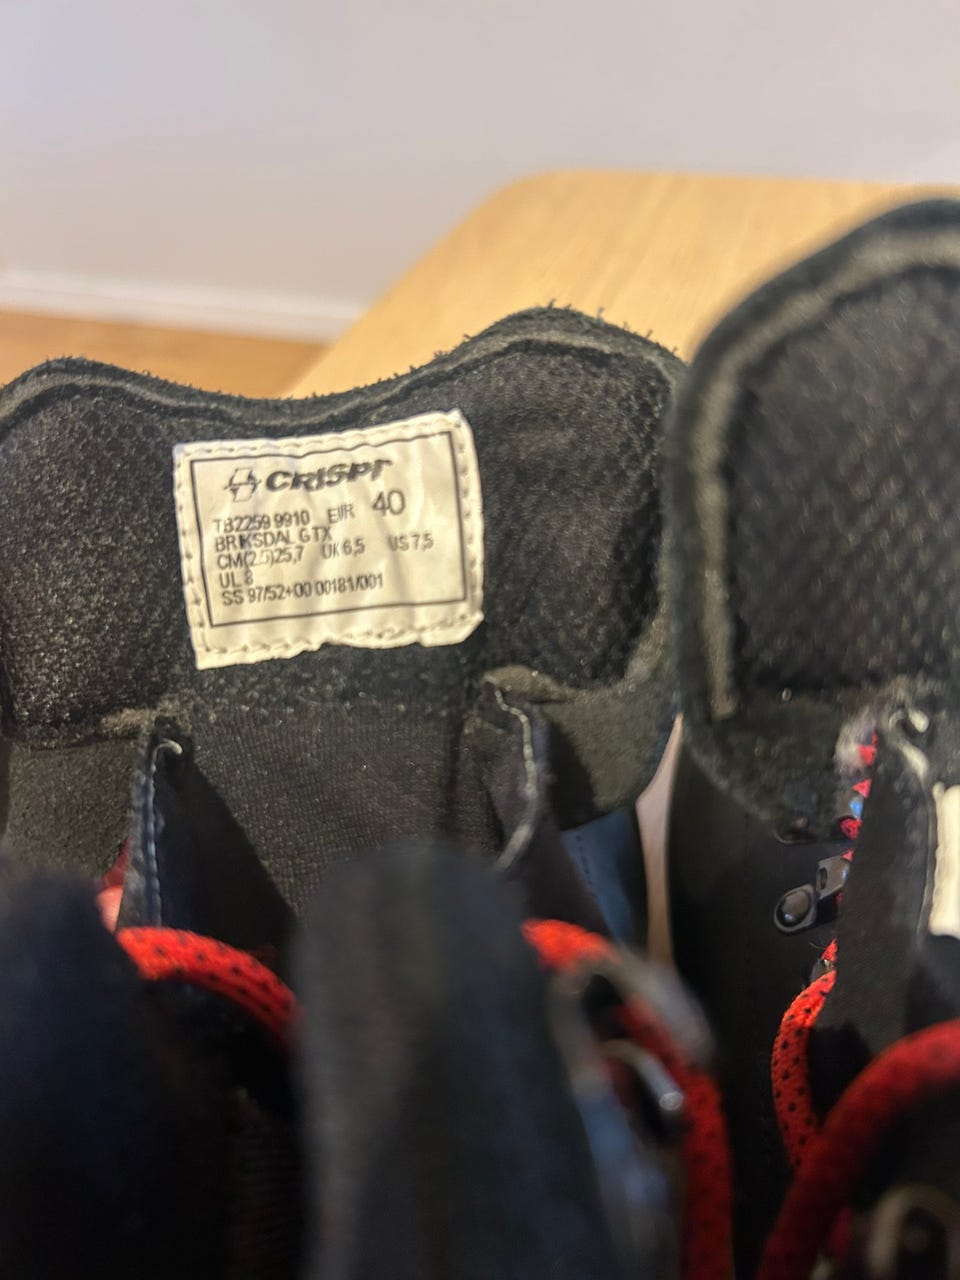 CRISPI
TB2259 9910 EUR 40
BRIKSDAL GTX
CM(2.5)25,7 UK 6,5 US 7,5
UL 8
SS 97/52+00 00181/001